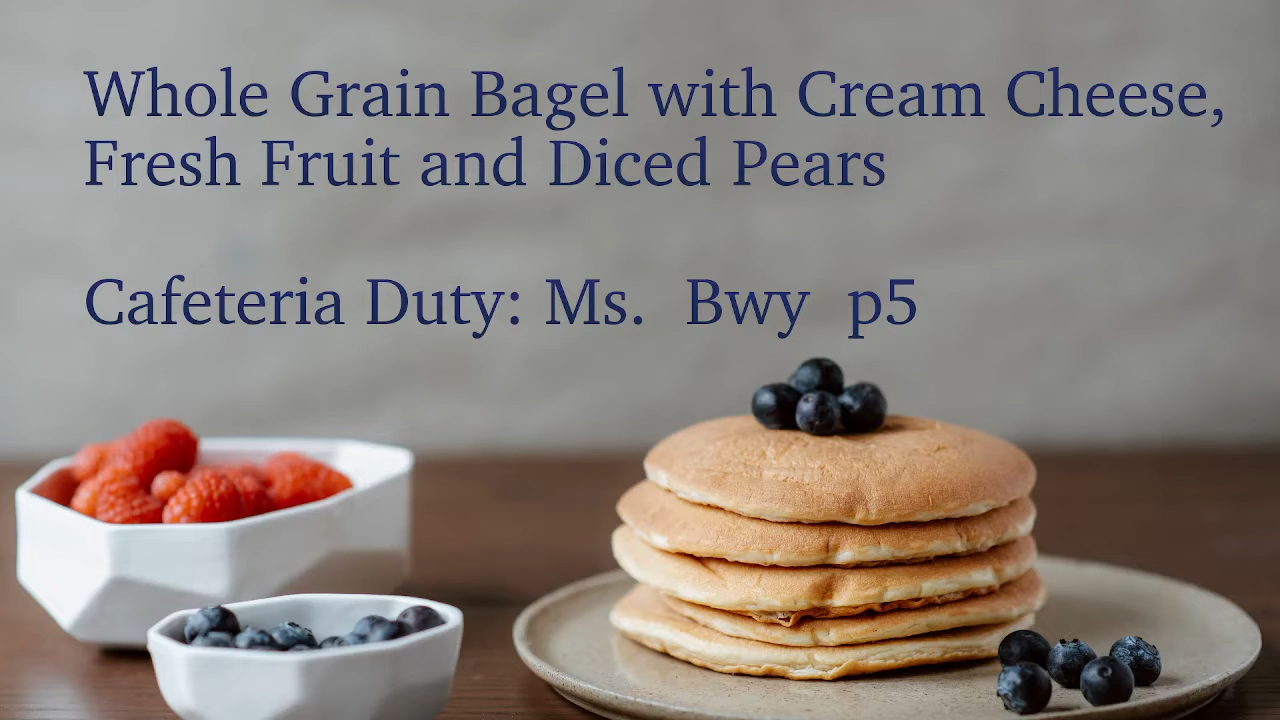 Whole Grain Bagel with Cream Cheese,
Fresh Fruit and Diced Pears
Cafeteria Duty: Ms.  Bwy  p5